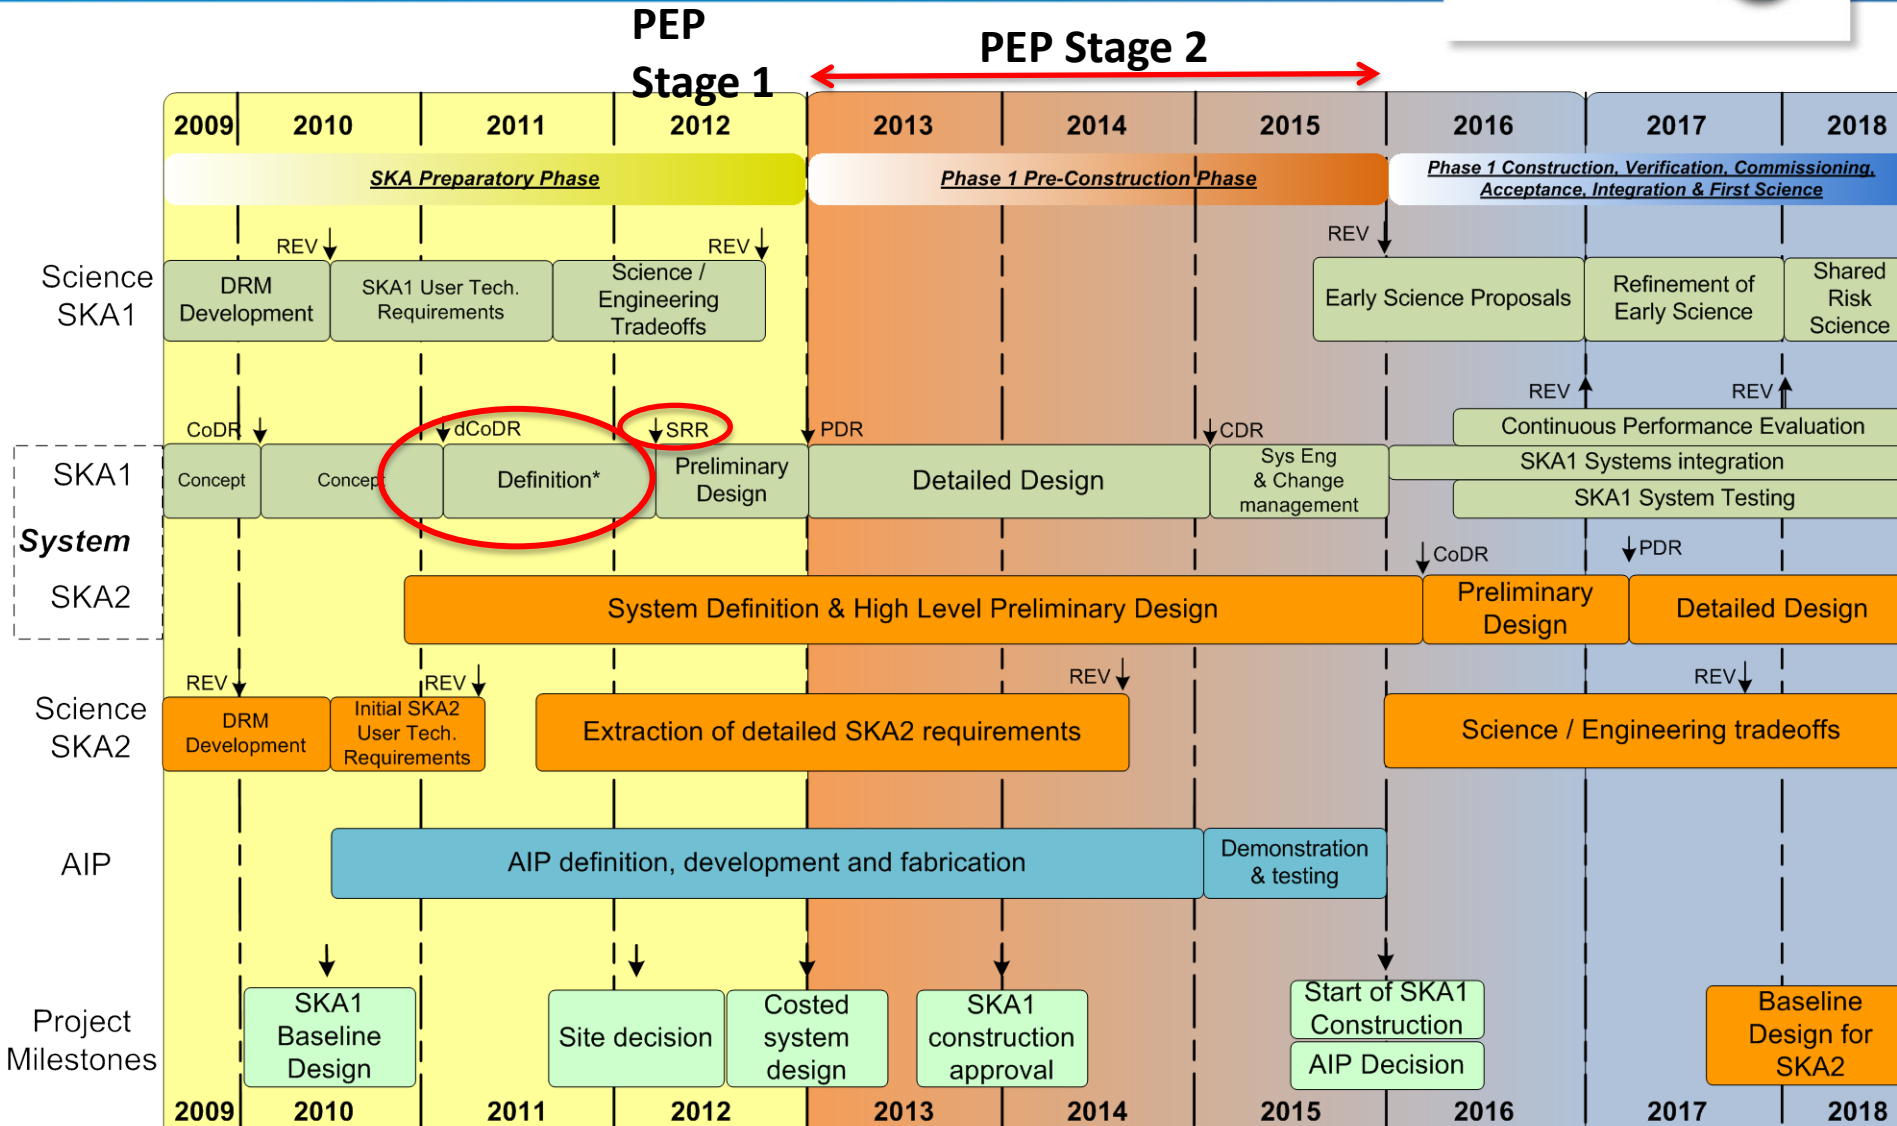 PEP
Stage 1
PEP Stage 2
2009 2010 2011 2012 2013 2014 2015 2016 2017 2018
SKA Preparatory Phase
Phase 1 Pre-Construction Phase
Phase 1 Construction, Verification, Commissioning,
Acceptance, Integration & First Science
Science
SKA1
REV
REV
REV
DRM
Development
SKA1 User Tech.
Requirements
Science /
Engineering
Tradeoffs
Early Science Proposals
Refinement of
Early Science
Shared
Risk
Science
REV
REV
CoDR
dCoDR
SRR
PDR
CDR
SKA1
Concept
Concept
Definition*
Preliminary
Design
Detailed Design
Sys Eng
& Change
management
Continuous Performance Evaluation
SKA1 Systems integration
SKA1 System Testing
System
CoDR
PDR
SKA2
System Definition & High Level Preliminary Design
Preliminary
Design
Detailed Design
REV
REV
REV
REV
Science
SKA2
DRM
Development
Initial SKA2
User Tech.
Requirements
Extraction of detailed SKA2 requirements
Science / Engineering tradeoffs
AIP
AIP definition, development and fabrication
Demonstration
& testing
Project
Milestones
SKA1
Baseline
Design
Site decision
Costed
system
design
SKA1
construction
approval
Start of SKA1
Construction
AIP Decision
Baseline
Design for
SKA2
2009 2010 2011 2012 2013 2014 2015 2016 2017 2018